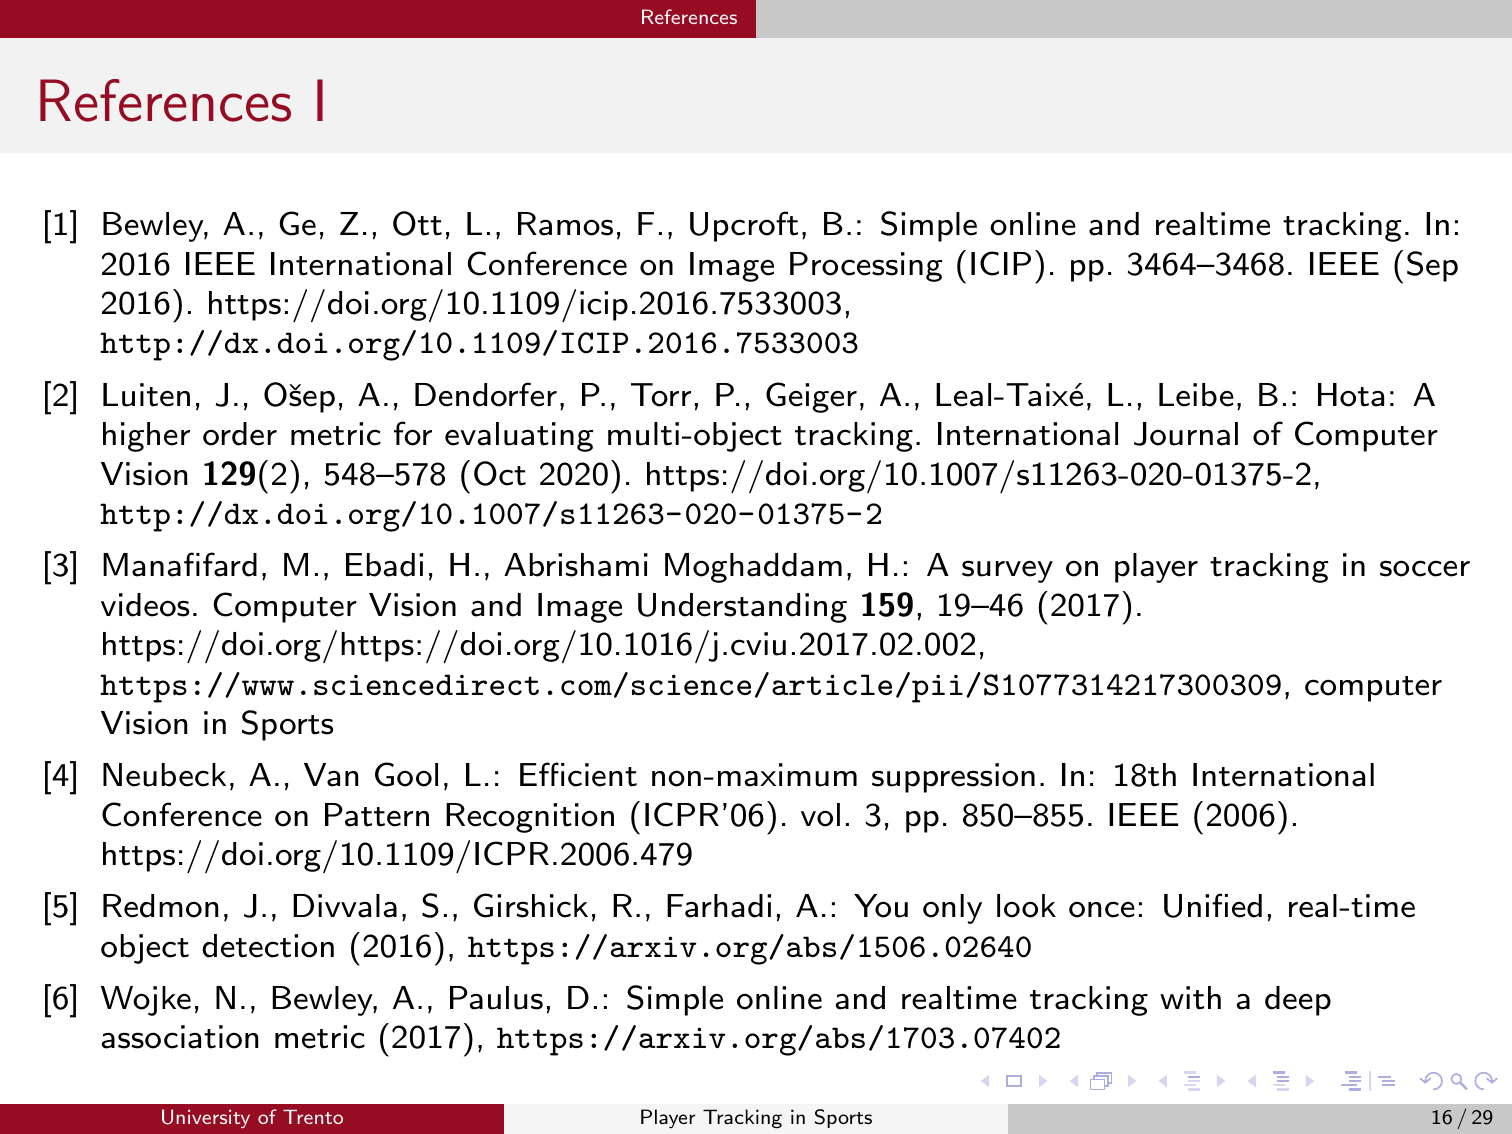 References
References I
[1] Bewley, A., Ge, Z., Ott, L., Ramos, F., Upcroft, B.: Simple online and realtime tracking. In:
2016 IEEE International Conference on Image Processing (ICIP). pp. 3464–3468. IEEE (Sep
2016). https://doi.org/10.1109/icip.2016.7533003,
http://dx.doi.org/10.1109/ICIP.2016.7533003
[2] Luiten, J., Ošep, A., Dendorfer, P., Torr, P., Geiger, A., Leal-Taixé, L., Leibe, B.: Hota: A
higher order metric for evaluating multi-object tracking. International Journal of Computer
Vision 129(2), 548–578 (Oct 2020). https://doi.org/10.1007/s11263-020-01375-2,
http://dx.doi.org/10.1007/s11263-020-01375-2
[3] Manafifard, M., Ebadi, H., Abrishami Moghaddam, H.: A survey on player tracking in soccer
videos. Computer Vision and Image Understanding 159, 19–46 (2017).
https://doi.org/https://doi.org/10.1016/j.cviu.2017.02.002,
https://www.sciencedirect.com/science/article/pii/S1077314217300309, computer
Vision in Sports
[4] Neubeck, A., Van Gool, L.: Efficient non-maximum suppression. In: 18th International
Conference on Pattern Recognition (ICPR'06). vol. 3, pp. 850–855. IEEE (2006).
https://doi.org/10.1109/ICPR.2006.479
[5] Redmon, J., Divvala, S., Girshick, R., Farhadi, A.: You only look once: Unified, real-time
object detection (2016), https://arxiv.org/abs/1506.02640
[6] Wojke, N., Bewley, A., Paulus, D.: Simple online and realtime tracking with a deep
association metric (2017), https://arxiv.org/abs/1703.07402
University of Trento
Player Tracking in Sports
16 / 29